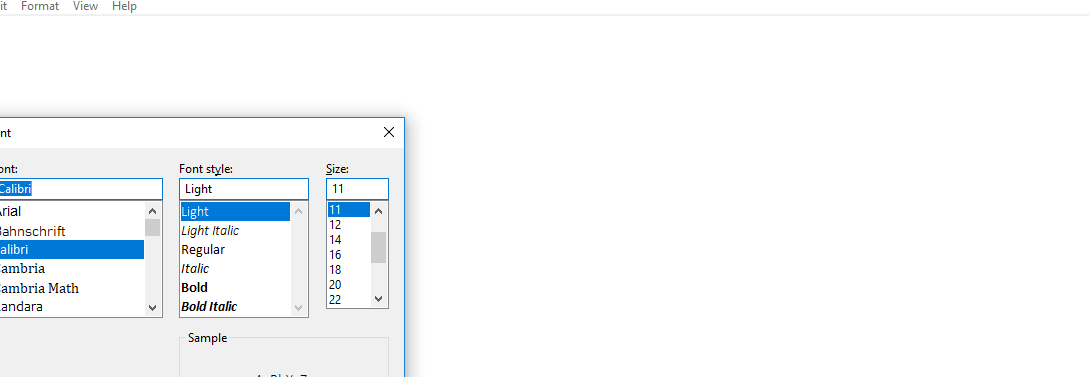 it Format View Help
nt
ont: Font style: Size:
Calibri Light 11
Arial Light 11
Bahnschrift Light Italic 12
alibri Regular 14
Cambria Italic 16
Cambria Math Bold 18
andara Bold Italic 20
22
Sample